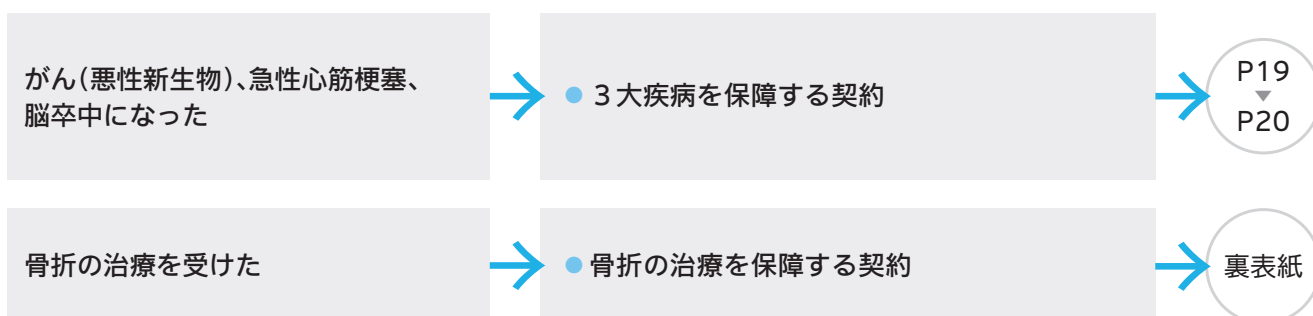 がん(悪性新生物)、急性心筋梗塞、
脳卒中になった
● 3大疾病を保障する契約
P19
▼
P20
骨折の治療を受けた
● 骨折の治療を保障する契約
裏表紙